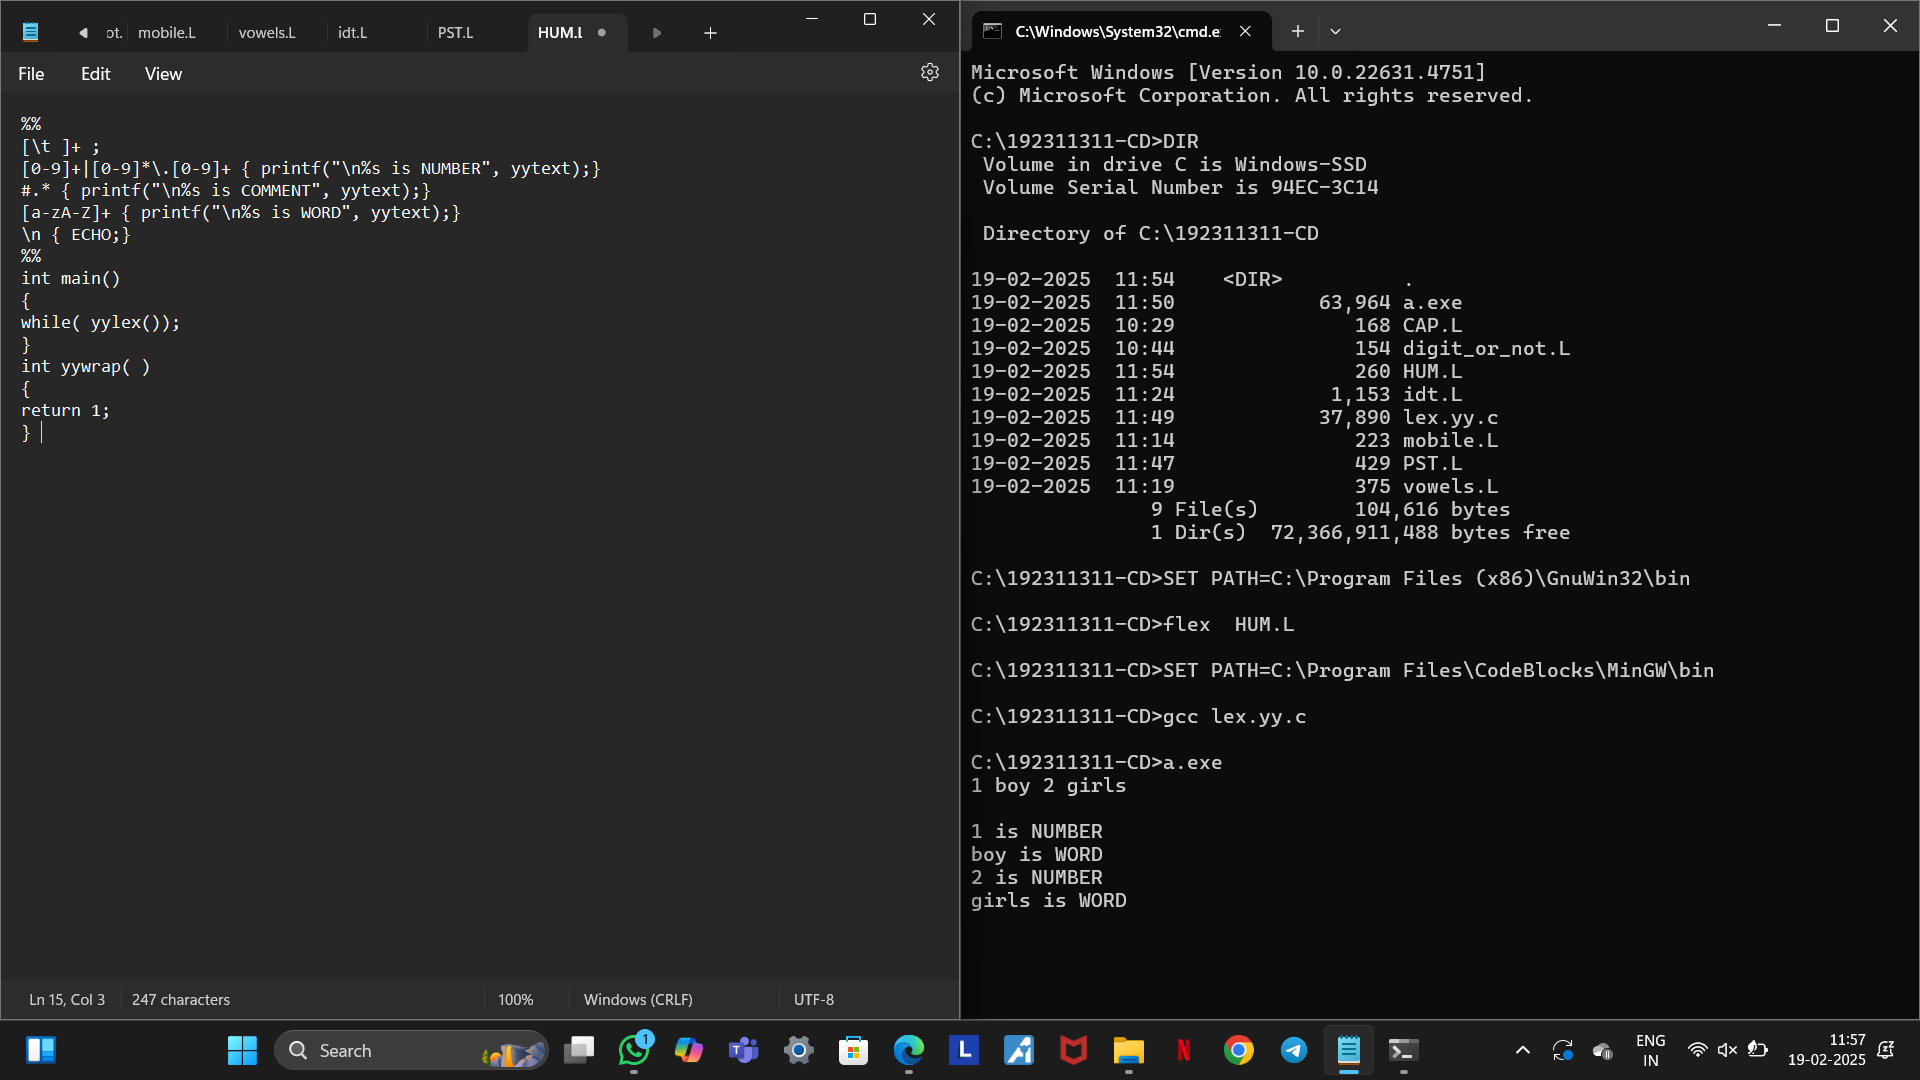 ot.
mobile.L
vowels.L
idt.L
PST.L
HUM.L
File
Edit
View
%%
[\t ]+ ;
[0-9]+|[0-9]*\.[0-9]+ { printf("\n%s is NUMBER", yytext);}
#.* { printf("\n%s is COMMENT", yytext);}
[a-zA-Z]+ { printf("\n%s is WORD", yytext);}
\n { ECHO;}
%%
int main()
{
while( yylex());
}
int yywrap( )
{
return 1;
}
Ln 15, Col 3
247 characters
100%
Windows (CRLF)
UTF-8
C:\Windows\System32\cmd.e
Microsoft Windows [Version 10.0.22631.4751]
(c) Microsoft Corporation. All rights reserved.
C:\192311311-CD>DIR
Volume in drive C is Windows-SSD
Volume Serial Number is 94EC-3C14
Directory of C:\192311311-CD
19-02-2025  11:54    <DIR>          .
19-02-2025  11:50            63,964 a.exe
19-02-2025  10:29               168 CAP.L
19-02-2025  10:44               154 digit_or_not.L
19-02-2025  11:54               260 HUM.L
19-02-2025  11:24             1,153 idt.L
19-02-2025  11:49            37,890 lex.yy.c
19-02-2025  11:14               223 mobile.L
19-02-2025  11:47               429 PST.L
19-02-2025  11:19               375 vowels.L
9 File(s)        104,616 bytes
1 Dir(s)  72,366,911,488 bytes free
C:\192311311-CD>SET PATH=C:\Program Files (x86)\GnuWin32\bin
C:\192311311-CD>flex  HUM.L
C:\192311311-CD>SET PATH=C:\Program Files\CodeBlocks\MinGW\bin
C:\192311311-CD>gcc lex.yy.c
C:\192311311-CD>a.exe
1 boy 2 girls
1 is NUMBER
boy is WORD
2 is NUMBER
girls is WORD
Search
1
L
N
ENG
IN
11:57
19-02-2025